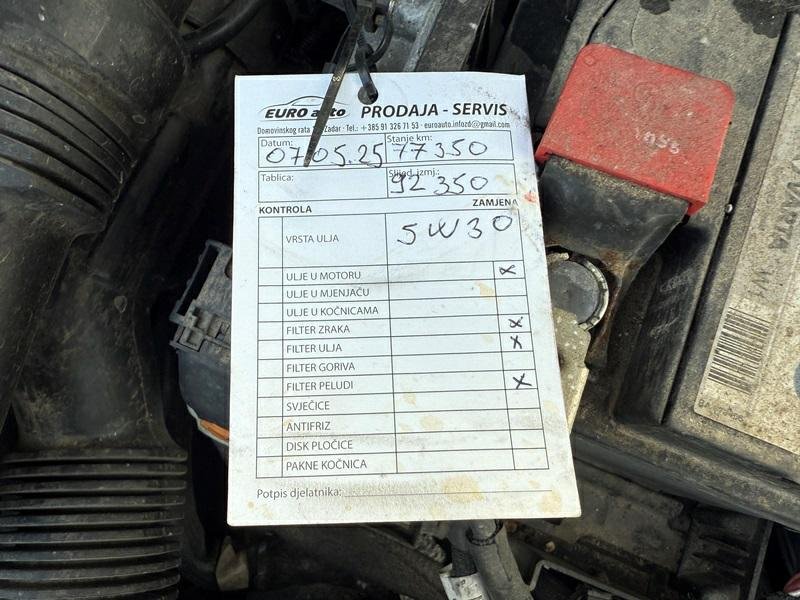 EURO auto PRODAJA - SERVIS
Domovinskog rata Zadar · Tel.: +385 91 326 71 53 · euroauto.infozd@gmail.com
Datum: 07.05.25 Stanje km: 77350
Tablica: Slijed. izmj.: 92350
KONTROLA ZAMJENA
VRSTA ULJA 5W30
ULJE U MOTORU X
ULJE U MJENJAČU
ULJE U KOČNICAMA
FILTER ZRAKA X
FILTER ULJA X
FILTER GORIVA
FILTER PELUDI X
SVJEĆICE
ANTIFRIZ
DISK PLOČICE
PAKNE KOČNICA
Potpis djelatnika:
VARTA